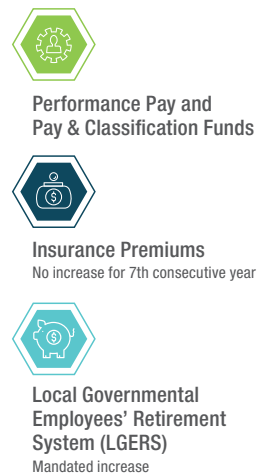 Performance Pay and
Pay & Classification Funds
$
Insurance Premiums
No increase for 7th consecutive year
$
Local Governmental
Employees’ Retirement
System (LGERS)
Mandated increase